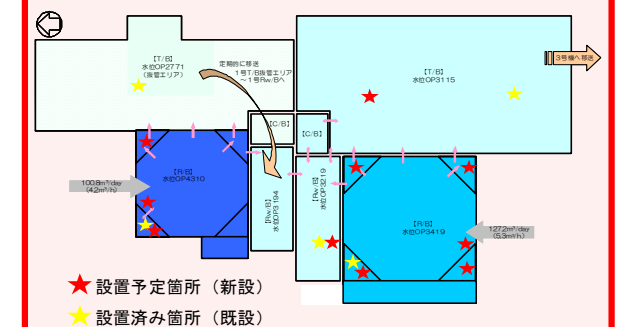 【T/B】
水位OP2771
(復管エリア)
定期的に移送
1号T/B復管エリア
～1号Rw/Bへ
【T/B】
水位OP3115
3号機へ移送
【C/B】
【C/B】
【R/B】
水位OP4310
100.8m³/day
(4.2m³/h)
【Rw/B】
水位OP3194
【Rw/B】
水位OP3219
【R/B】
水位OP3419
127.2m³/day
(5.3m³/h)
設置予定箇所（新設）
設置済み箇所（既設）